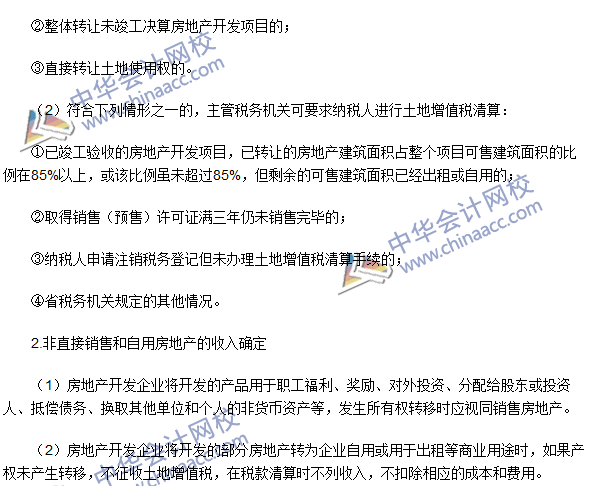 ②整体转让未竣工决算房地产开发项目的；
③直接转让土地使用权的。
（2）符合下列情形之一的，主管税务机关可要求纳税人进行土地增值税清算：
①已竣工验收的房地产开发项目，已转让的房地产建筑面积占整个项目可售建筑面积的比
例在85%以上，或该比例虽未超过85%，但剩余的可售建筑面积已经出租或自用的；
②取得销售（预售）许可证满三年仍未销售完毕的；
③纳税人申请注销税务登记但未办理土地增值税清算手续的；
④省税务机关规定的其他情况。
2.非直接销售和自用房地产的收入确定
（1）房地产开发企业将开发的产品用于职工福利、奖励、对外投资、分配给股东或投资
人、抵偿债务、换取其他单位和个人的非货币资产等，发生所有权转移时应视同销售房地产。
（2）房地产开发企业将开发的部分房地产转为企业自用或用于出租等商业用途时，如果产
权未产生转移，不征收土地增值税，在税款清算时不列收入，不扣除相应的成本和费用。
中华会计网校
www.chinaacc.com
中华会计网校
www.chinaacc.com
中华会计网校
www.chinaacc.com